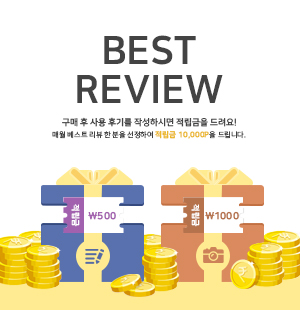 BEST
REVIEW
구매 후 사용 후기를 작성하시면 적립금을 드려요!
매월 베스트 리뷰 한 분을 선정하여 적립금 10,000P을 드립니다.
적립금 ₩500
적립금 ₩1000